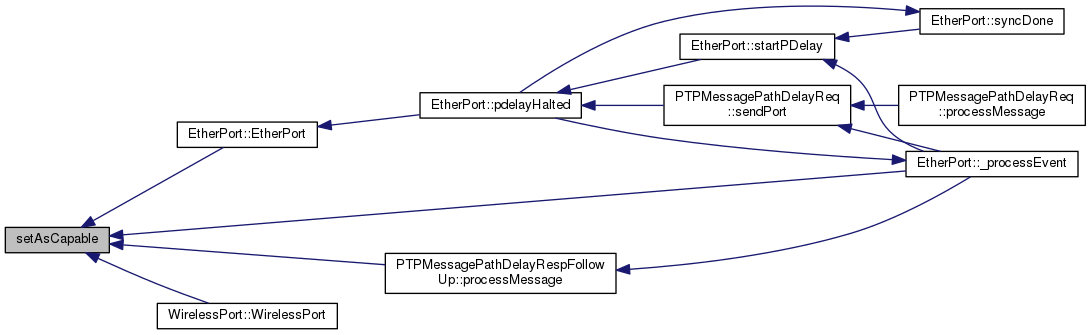 EtherPort::syncDone
EtherPort::startPDelay
EtherPort::pdelayHalted
PTPMessagePathDelayReq
::sendPort
PTPMessagePathDelayReq
::processMessage
EtherPort::EtherPort
EtherPort::_processEvent
setAsCapable
PTPMessagePathDelayRespFollow
Up::processMessage
WirelessPort::WirelessPort